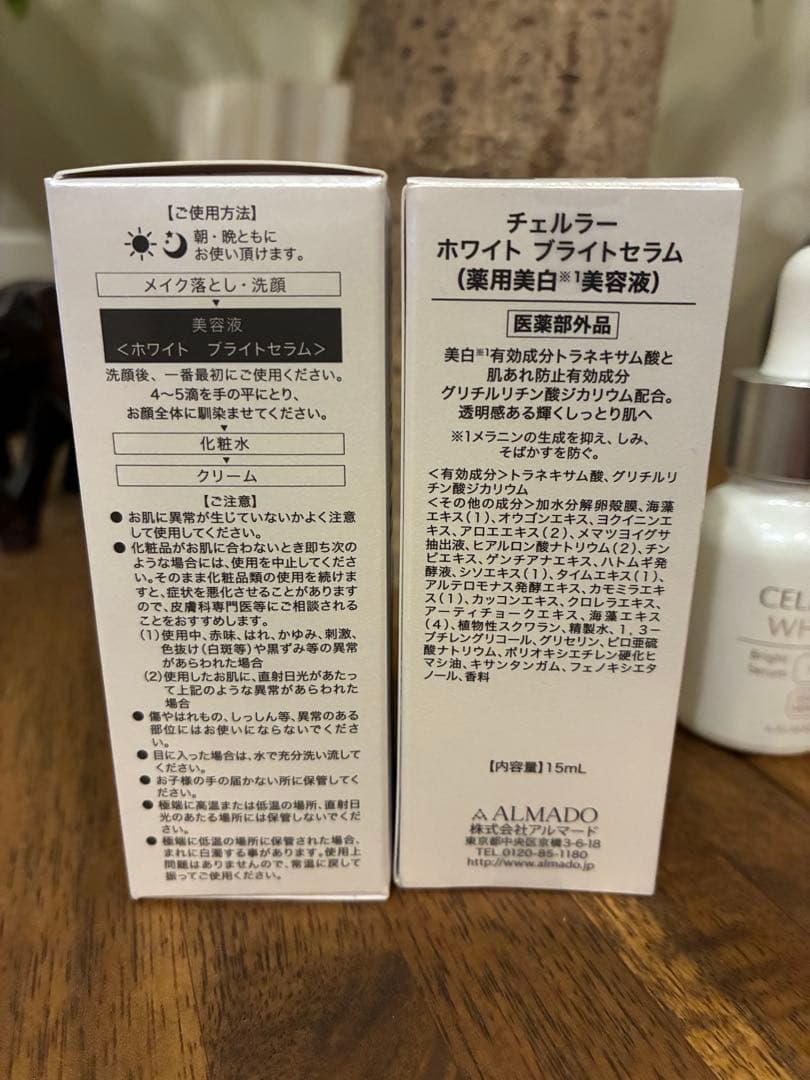 【ご使用方法】
朝・晩ともに
お使い頂けます。
メイク落とし・洗顔
美容液
＜ホワイト ブライトセラム＞
洗顔後、一番最初にご使用ください。
4〜5滴を手の平にとり、
お顔全体に馴染ませてください。
化粧水
クリーム
【ご注意】
● お肌に異常が生じていないかよく注意
して使用してください。
● 化粧品がお肌に合わないとき即ち次の
ような場合には、使用を中止してくださ
い。そのまま化粧品類の使用を続けま
すと、症状を悪化させることがあります
ので、皮膚科専門医等にご相談される
ことをおすすめします。
(1)使用中、赤味、はれ、かゆみ、刺激、
色抜け(白斑等)や黒ずみ等の異常
があらわれた場合
(2)使用したお肌に、直射日光があたっ
て上記のような異常があらわれた
場合
● 傷やはれもの、しっしん等、異常のある
部位にはお使いにならないでくださ
い。
● 目に入った場合は、水で充分洗い流して
ください。
● お子様の手の届かない所に保管してく
ださい。
● 極端に高温または低温の場所、直射日
光のあたる場所には保管しないでくだ
さい。
● 極端に低温の場所に保管された場合、
まれに白濁する事があります。使用上
問題はありませんので、常温に戻して
振ってご使用ください。
チェルラー
ホワイト ブライトセラム
（薬用美白※1美容液）
医薬部外品
美白※1有効成分トラネキサム酸と
肌あれ防止有効成分
グリチルリチン酸ジカリウム配合。
透明感ある輝くしっとり肌へ
※1メラニンの生成を抑え、しみ、
そばかすを防ぐ。
＜有効成分＞トラネキサム酸、グリチルリ
チン酸ジカリウム
＜その他の成分＞加水分解卵殻膜、海藻
エキス(1)、オウゴンエキス、ヨクイニンエ
キス、アロエエキス(2)、メマツヨイグサ
抽出液、ヒアルロン酸ナトリウム(2)、チン
ピエキス、ゲンチアナエキス、ハトムギ発
酵液、シソエキス(1)、タイムエキス(1)、
アルテロモナス発酵エキス、カモミラエキ
ス(1)、カッコンエキス、クロレラエキス、
アーティチョークエキス、海藻エキス
(4)、植物性スクワラン、精製水、1，3－
ブチレングリコール、グリセリン、ピロ亜硫
酸ナトリウム、ポリオキシエチレン硬化ヒ
マシ油、キサンタンガム、フェノキシエタ
ノール、香料
【内容量】15mL
ALMADO
株式会社アルマード
東京都中央区京橋3-6-18
TEL 0120-85-1180
http://www.almado.jp
CEL
WH
Bright
Serum